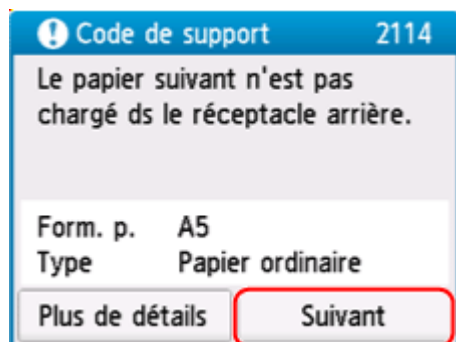 Code de support 2114
Le papier suivant n'est pas
chargé ds le réceptacle arrière.
Form. p. A5
Type Papier ordinaire
Plus de détails Suivant